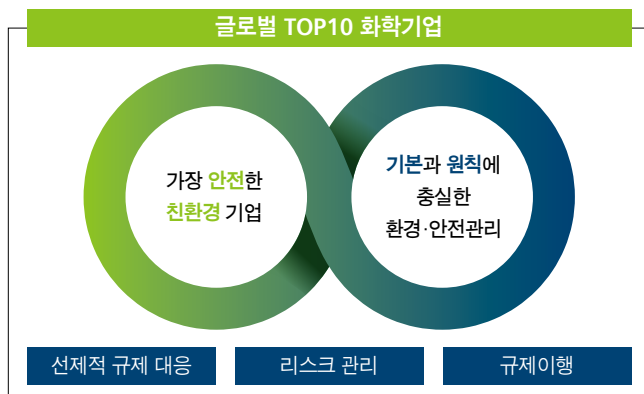 글로벌 TOP10 화학기업
가장 안전한
친환경 기업
기본과 원칙에
충실한
환경·안전관리
선제적 규제 대응
리스크 관리
규제이행